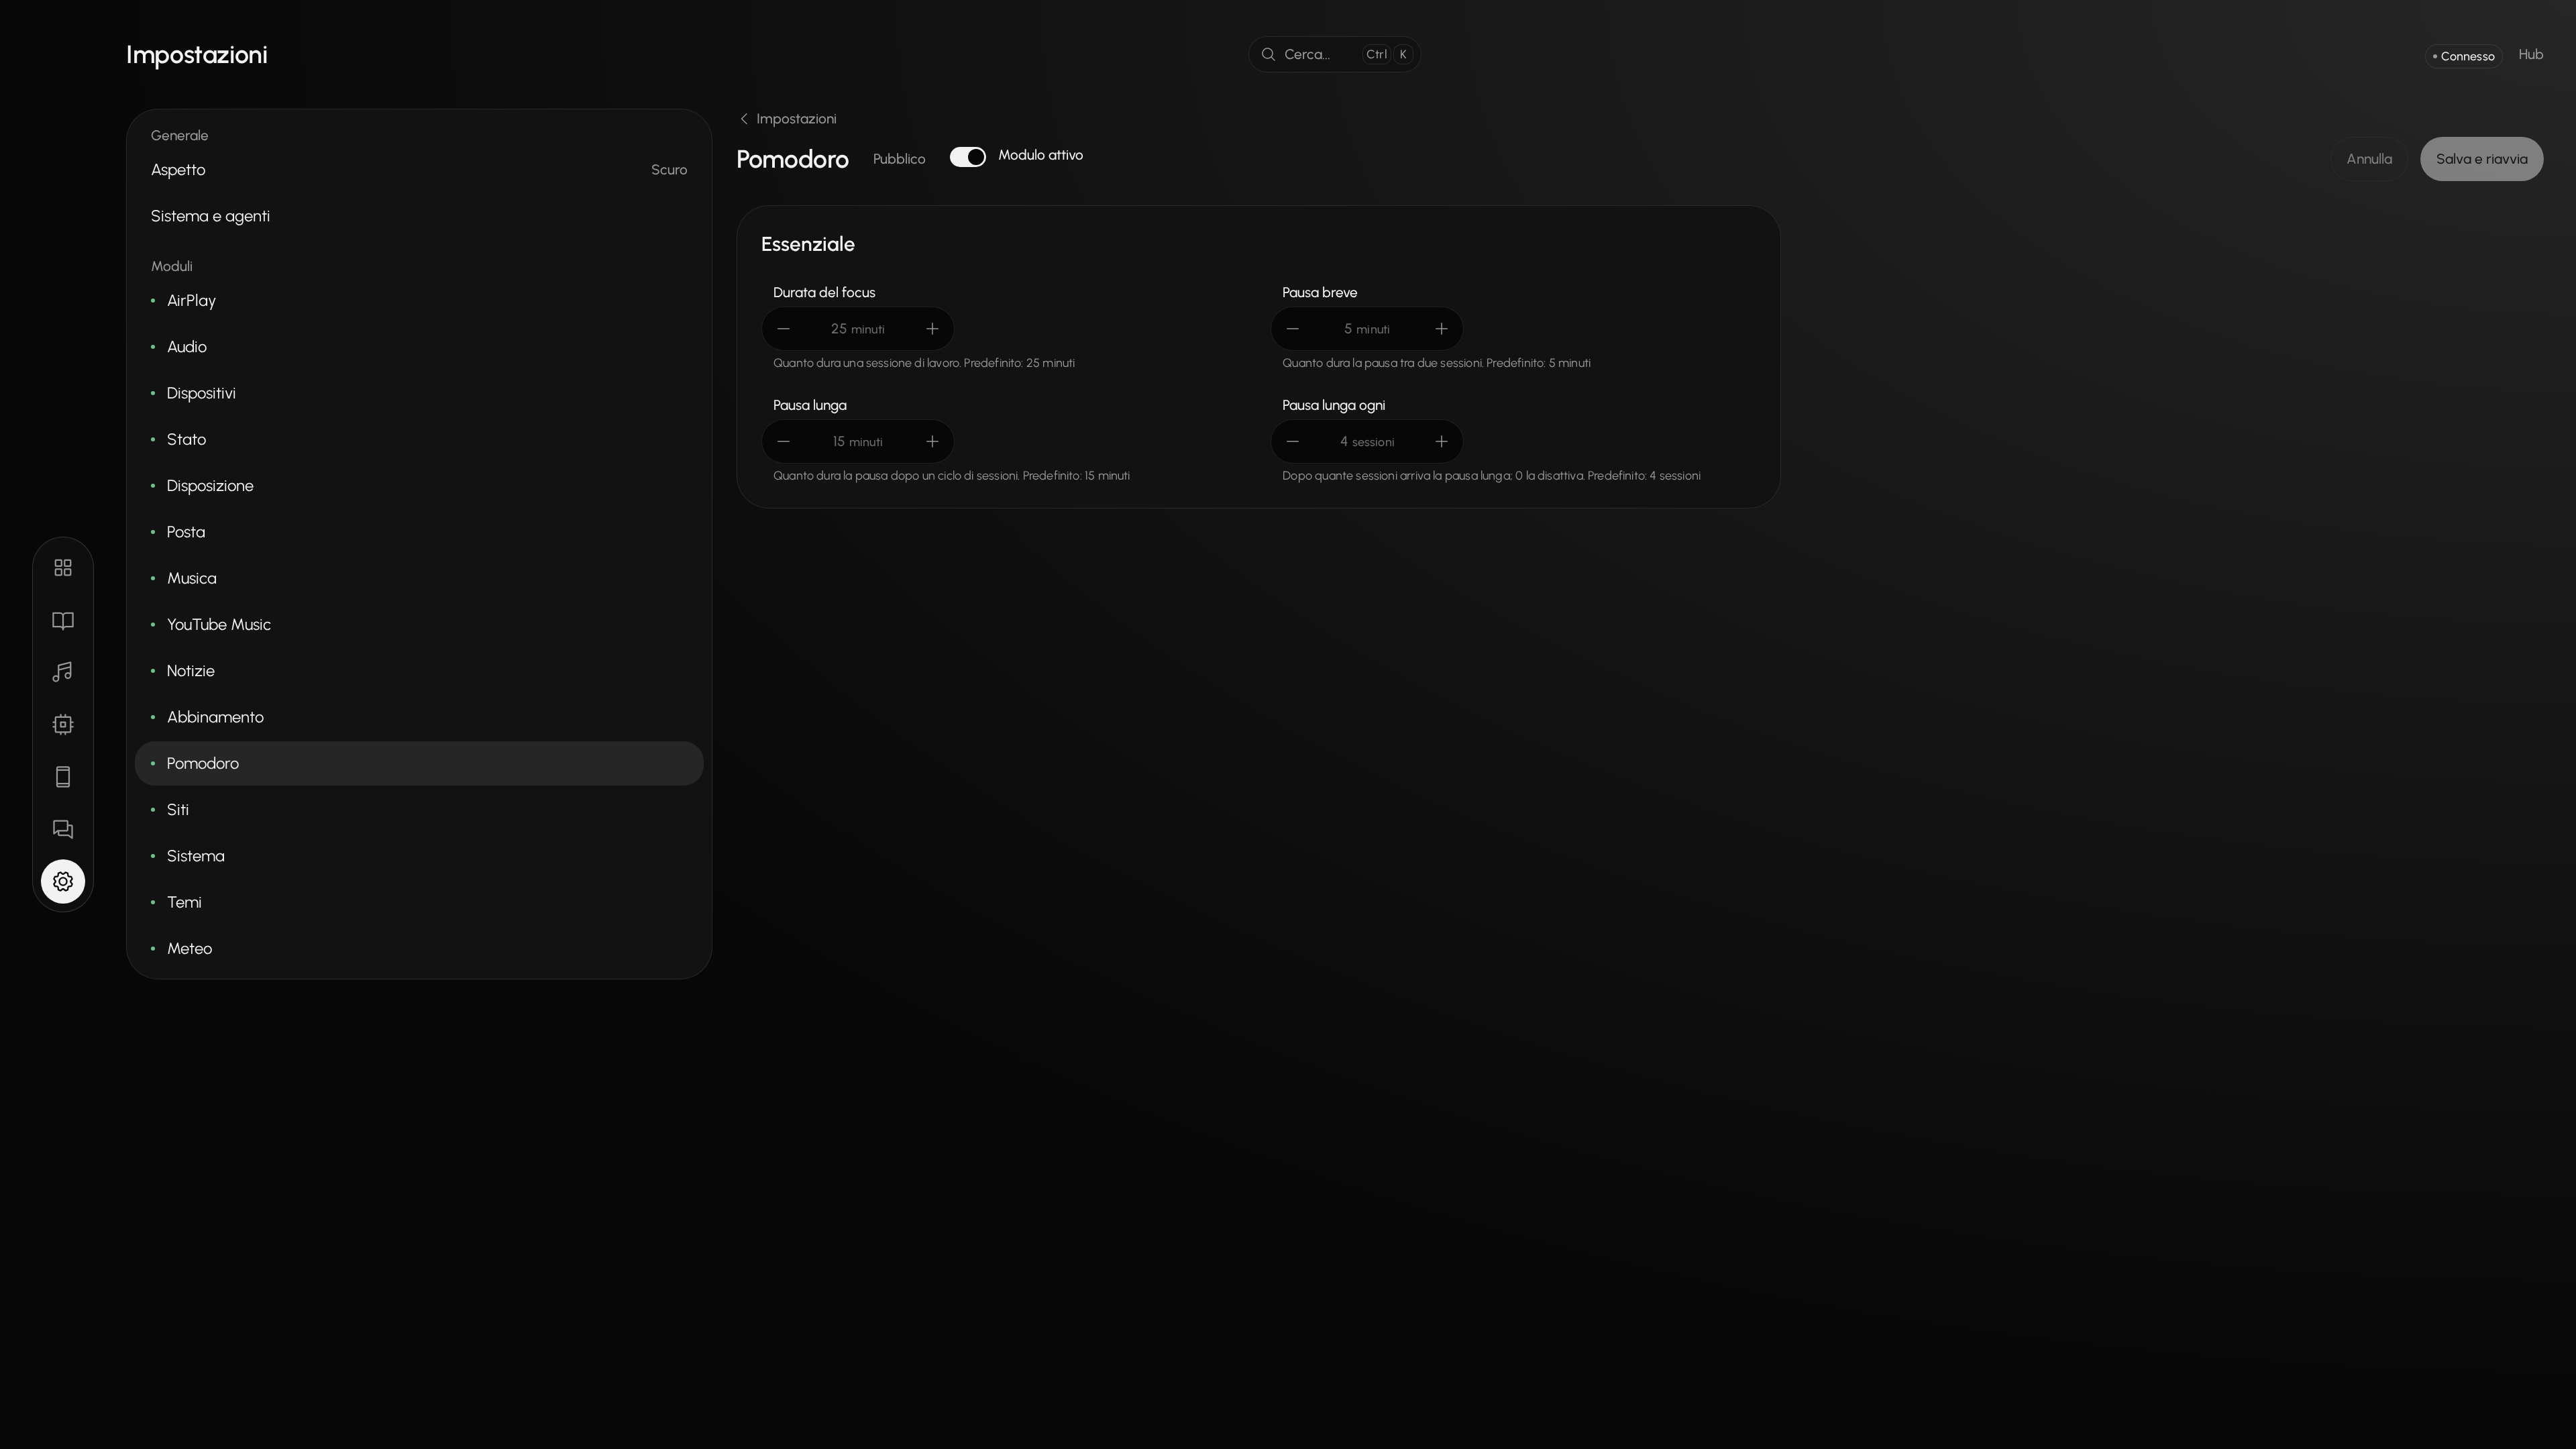 Impostazioni
Cerca...
Ctrl K
Connesso
Hub
Generale
Aspetto
Scuro
Sistema e agenti
Moduli
AirPlay
Audio
Dispositivi
Stato
Disposizione
Posta
Musica
YouTube Music
Notizie
Abbinamento
Pomodoro
Siti
Sistema
Temi
Meteo
Impostazioni
Pomodoro
Pubblico
Modulo attivo
Annulla
Salva e riavvia
Essenziale
Durata del focus
25 minuti
Quanto dura una sessione di lavoro. Predefinito: 25 minuti
Pausa breve
5 minuti
Quanto dura la pausa tra due sessioni. Predefinito: 5 minuti
Pausa lunga
15 minuti
Quanto dura la pausa dopo un ciclo di sessioni. Predefinito: 15 minuti
Pausa lunga ogni
4 sessioni
Dopo quante sessioni arriva la pausa lunga; 0 la disattiva. Predefinito: 4 sessioni